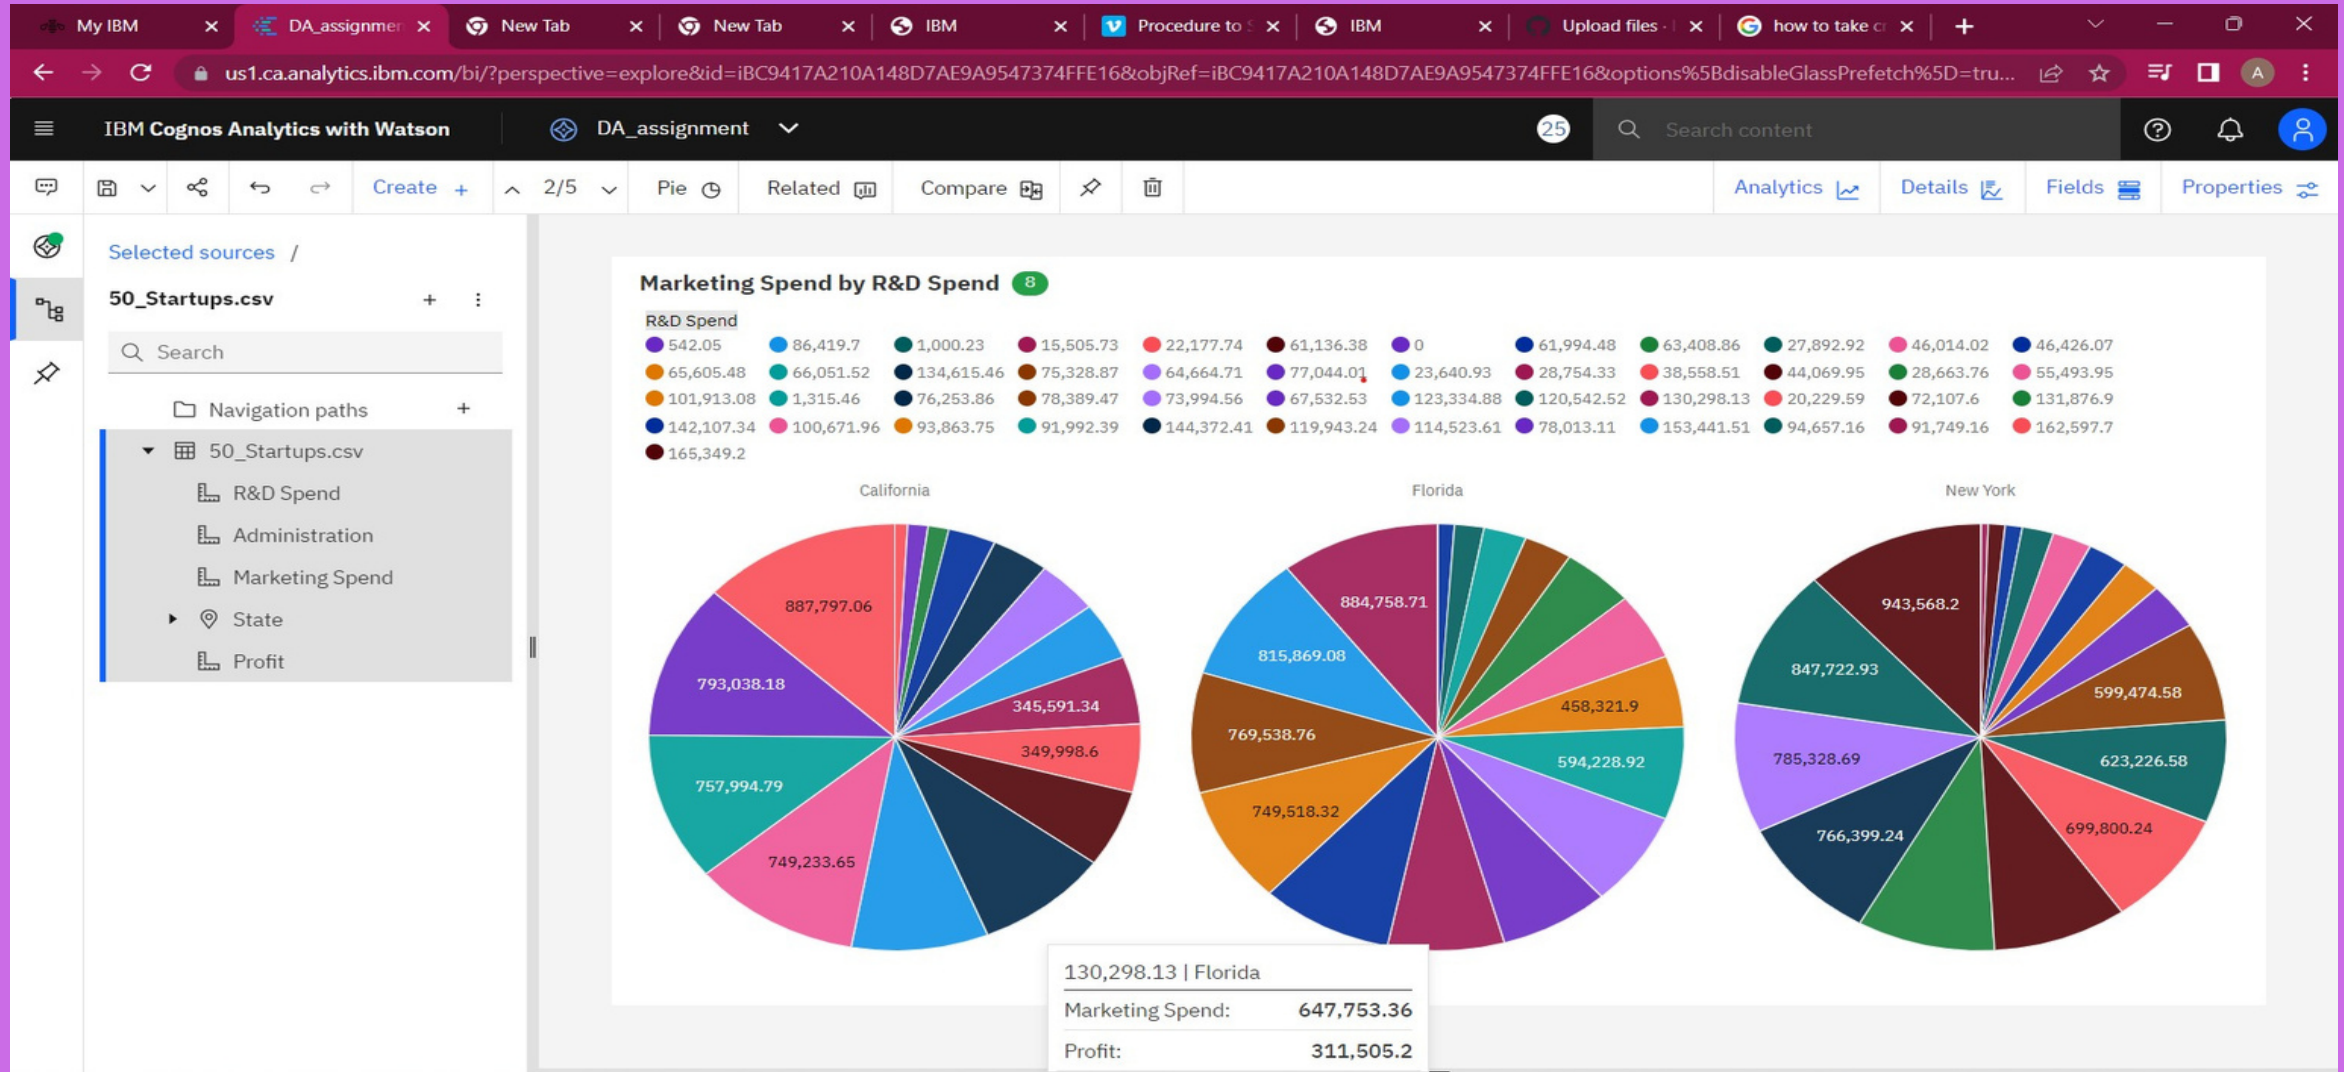 My IBM
DA_assignmen
New Tab
New Tab
IBM
Procedure to S
IBM
Upload files ·
how to take cr
us1.ca.analytics.ibm.com/bi/?perspective=explore&id=iBC9417A210A148D7AE9A9547374FFE16&objRef=iBC9417A210A148D7AE9A9547374FFE16&options%5BdisableGlassPrefetch%5D=tru... A
IBM Cognos Analytics with Watson DA_assignment 25 Search content
Create + 2/5 Pie Related Compare Analytics Details Fields Properties
Selected sources /
50_Startups.csv
Search
Navigation paths
50_Startups.csv
R&D Spend
Administration
Marketing Spend
State
Profit
Marketing Spend by R&D Spend 8
R&D Spend
542.05 86,419.7 1,000.23 15,505.73 22,177.74 61,136.38 0 61,994.48 63,408.86 27,892.92 46,014.02 46,426.07
65,605.48 66,051.52 134,615.46 75,328.87 64,664.71 77,044.01 23,640.93 28,754.33 38,558.51 44,069.95 28,663.76 55,493.95
101,913.08 1,315.46 76,253.86 78,389.47 73,994.56 67,532.53 123,334.88 120,542.52 130,298.13 20,229.59 72,107.6 131,876.9
142,107.34 100,671.96 93,863.75 91,992.39 144,372.41 119,943.24 114,523.61 78,013.11 153,441.51 94,657.16 91,749.16 162,597.7
165,349.2
California
887,797.06
793,038.18
345,591.34
349,998.6
757,994.79
749,233.65
Florida
884,758.71
815,869.08
458,321.9
769,538.76
594,228.92
749,518.32
New York
943,568.2
847,722.93
599,474.58
785,328.69
623,226.58
699,800.24
766,399.24
130,298.13 | Florida
Marketing Spend: 647,753.36
Profit: 311,505.2